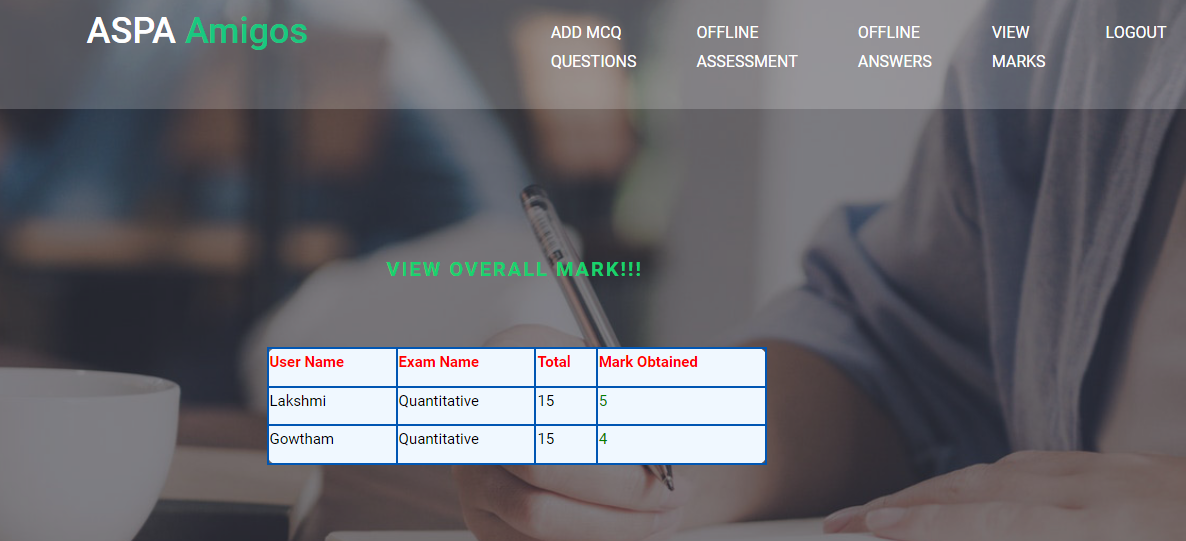 ASPA Amigos
ADD MCQ QUESTIONS
OFFLINE ASSESSMENT
OFFLINE ANSWERS
VIEW MARKS
LOGOUT
VIEW OVERALL MARK!!!
User Name Exam Name Total Mark Obtained
Lakshmi Quantitative 15 5
Gowtham Quantitative 15 4